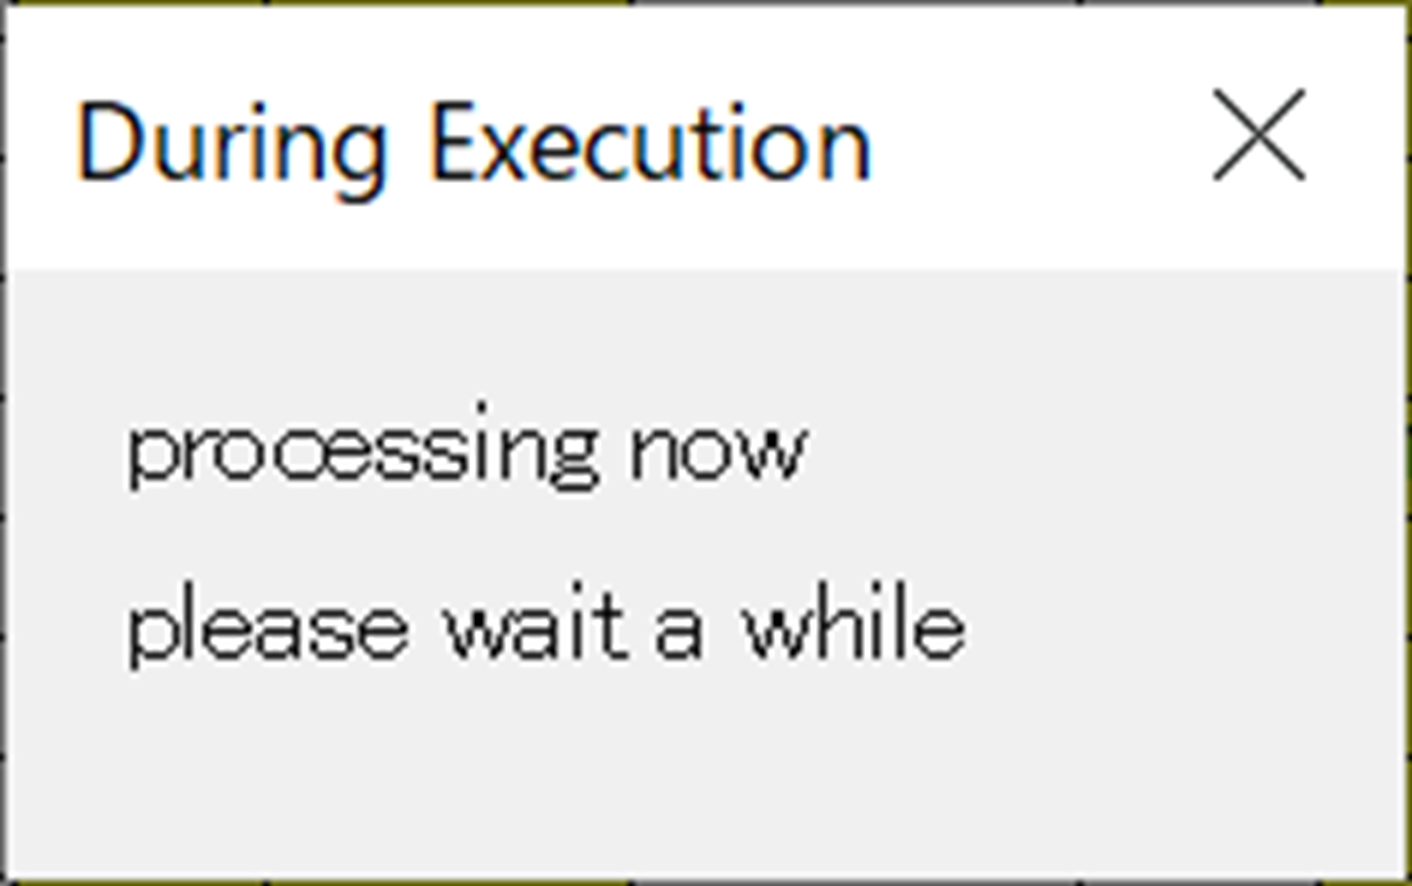 During Execution
processing now
please wait a while